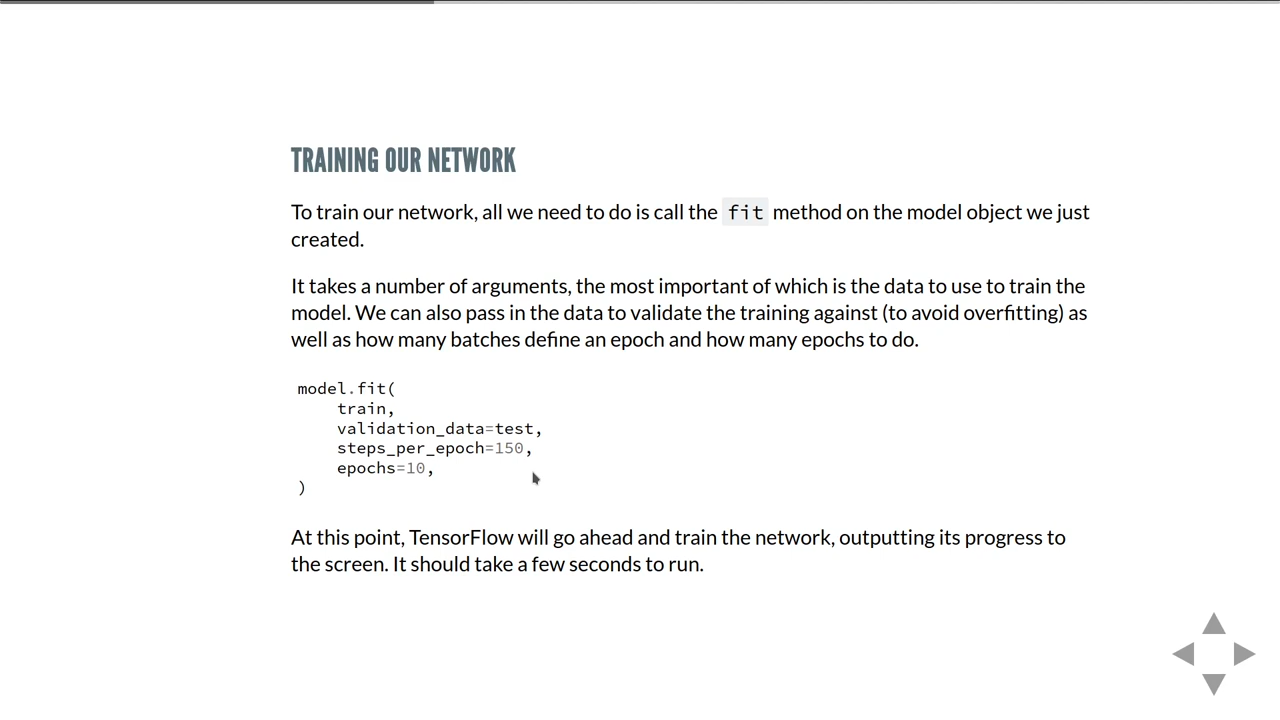 TRAINING OUR NETWORK
To train our network, all we need to do is call the fit method on the model object we just
created.
It takes a number of arguments, the most important of which is the data to use to train the
model. We can also pass in the data to validate the training against (to avoid overfitting) as
well as how many batches define an epoch and how many epochs to do.
model.fit(
    train,
    validation_data=test,
    steps_per_epoch=150,
    epochs=10,
)
At this point, TensorFlow will go ahead and train the network, outputting its progress to
the screen. It should take a few seconds to run.